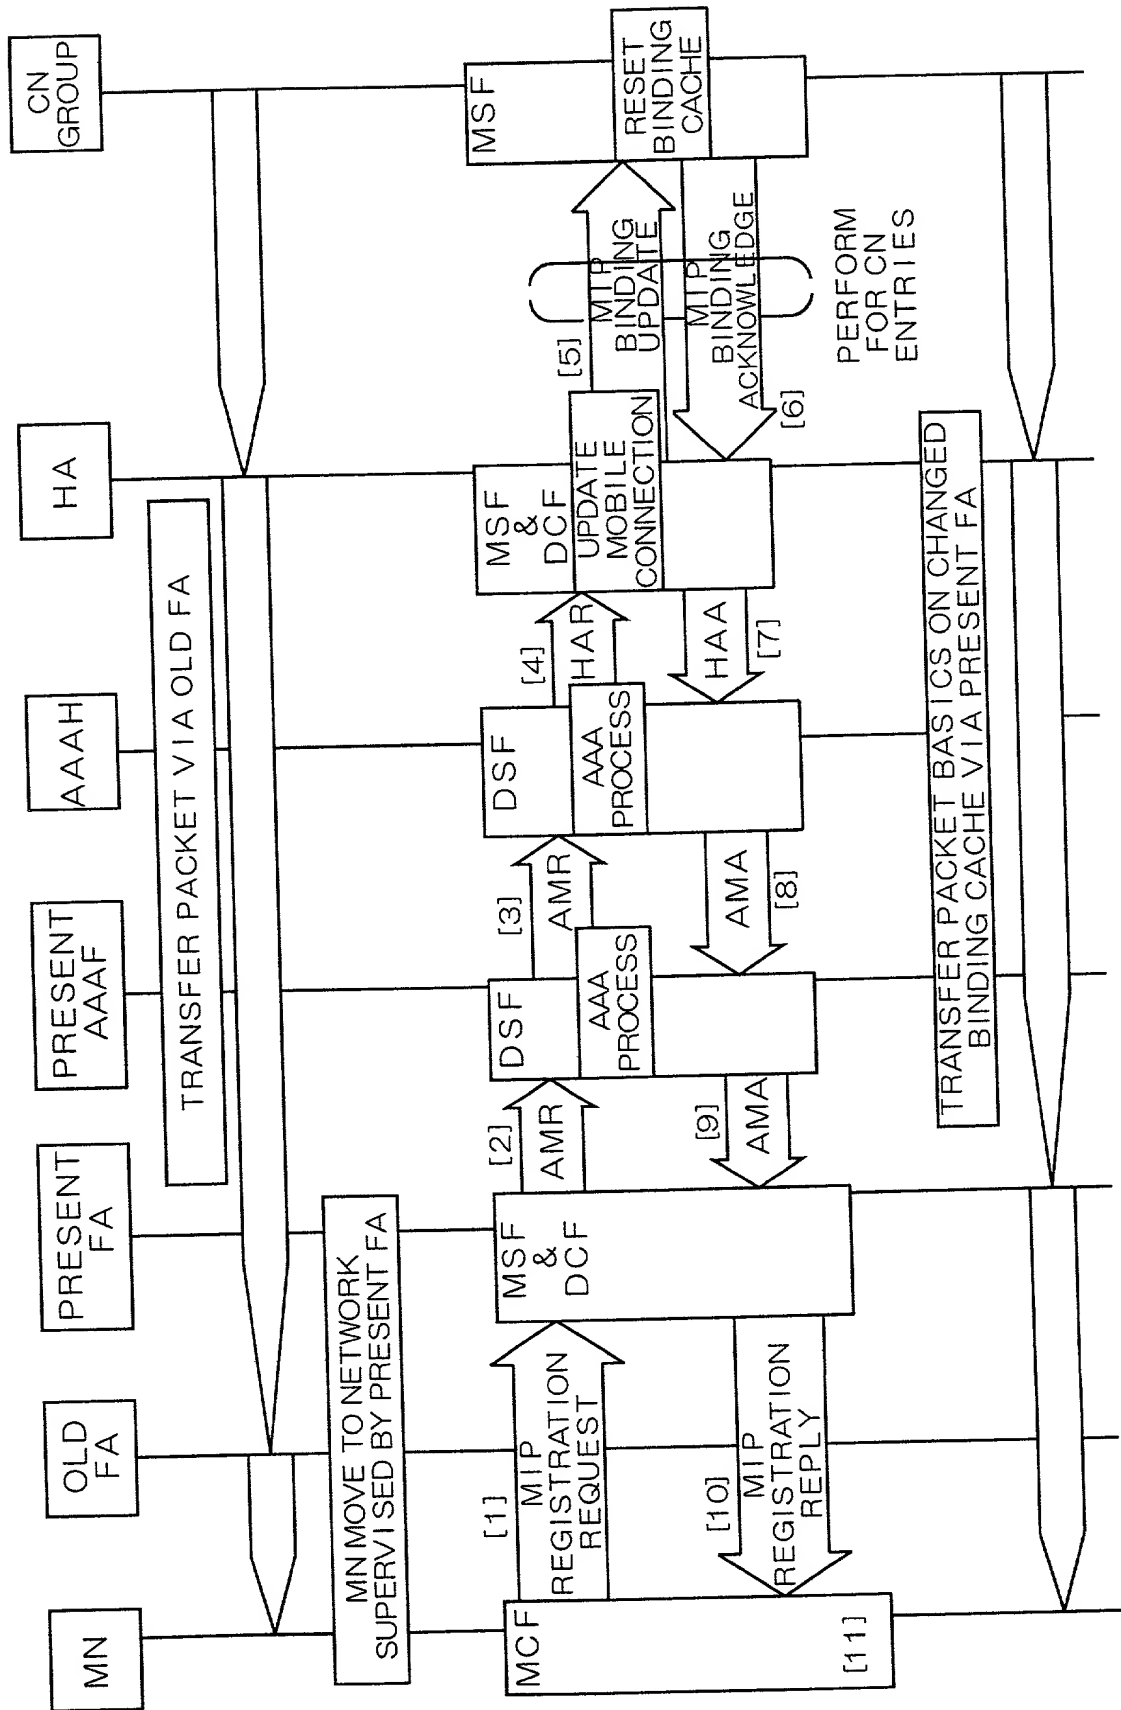 MN
OLD
FA
PRESENT
FA
PRESENT
AAAF
AAAH
HA
CN
GROUP
TRANSFER PACKET VIA OLD FA
MN MOVE TO NETWORK
SUPERVISED BY PRESENT FA
MCF
[1]
MIP
REGISTRATION
REQUEST
MSF
&
DCF
[2]
AMR
DSF
AAA
PROCESS
[3]
AMR
DSF
AAA
PROCESS
[4]
HAR
MSF
&
DCF
UPDATE
MOBILE
CONNECTION
[5]
MIP
BINDING
UPDATE
MSF
RESET
BINDING
CACHE
MIP
BINDING
ACKNOWLEDGE
[6]
PERFORM
FOR CN
ENTRIES
HAA
[7]
AMA
[8]
[9]
AMA
[10]
MIP
REGISTRATION
REPLY
[11]
TRANSFER PACKET BASICS ON CHANGED
BINDING CACHE VIA PRESENT FA